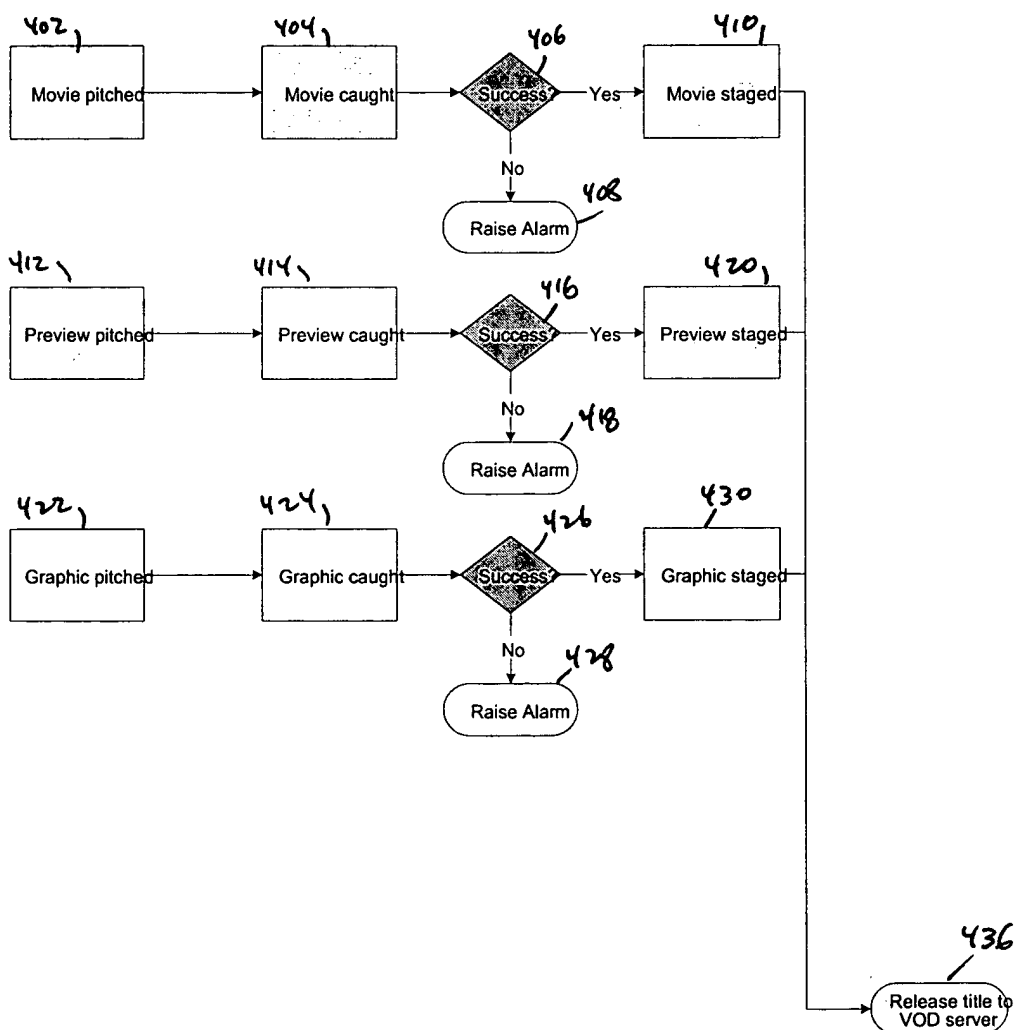 402
404
406
410
Movie pitched
Movie caught
Success?
Yes
Movie staged
No
408
Raise Alarm
412
414
416
420
Preview pitched
Preview caught
Success?
Yes
Preview staged
No
418
Raise Alarm
422
424
426
430
Graphic pitched
Graphic caught
Success?
Yes
Graphic staged
No
428
Raise Alarm
436
Release title to
VOD server